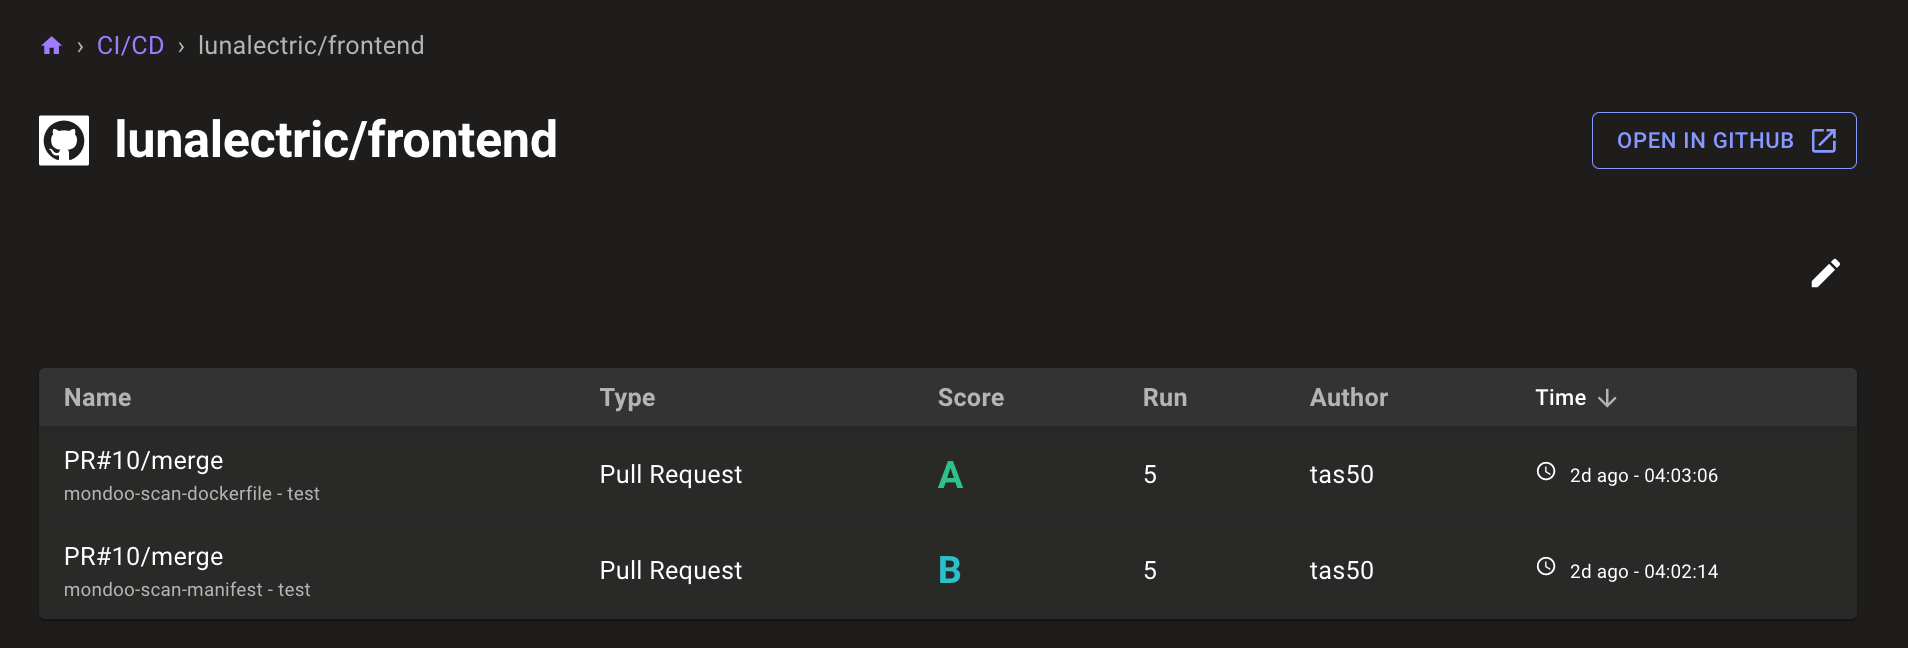 › CI/CD › lunalectric/frontend
lunalectric/frontend
OPEN IN GITHUB
Name Type Score Run Author Time ↓
PR#10/merge
mondoo-scan-dockerfile - test
Pull Request A 5 tas50 2d ago - 04:03:06
PR#10/merge
mondoo-scan-manifest - test
Pull Request B 5 tas50 2d ago - 04:02:14